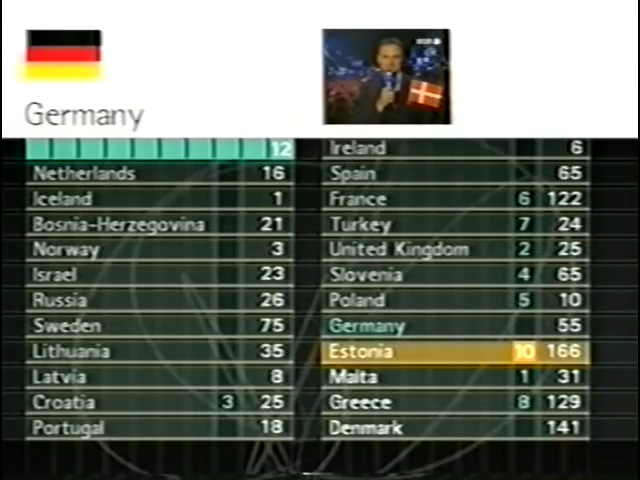 Germany
12
Netherlands 16
Iceland 1
Bosnia-Herzegovina 21
Norway 3
Israel 23
Russia 26
Sweden 75
Lithuania 35
Latvia 8
Croatia 3 25
Portugal 18
Ireland 6
Spain 65
France 6 122
Turkey 7 24
United Kingdom 2 25
Slovenia 4 65
Poland 5 10
Germany 55
Estonia 10 166
Malta 1 31
Greece 8 129
Denmark 141